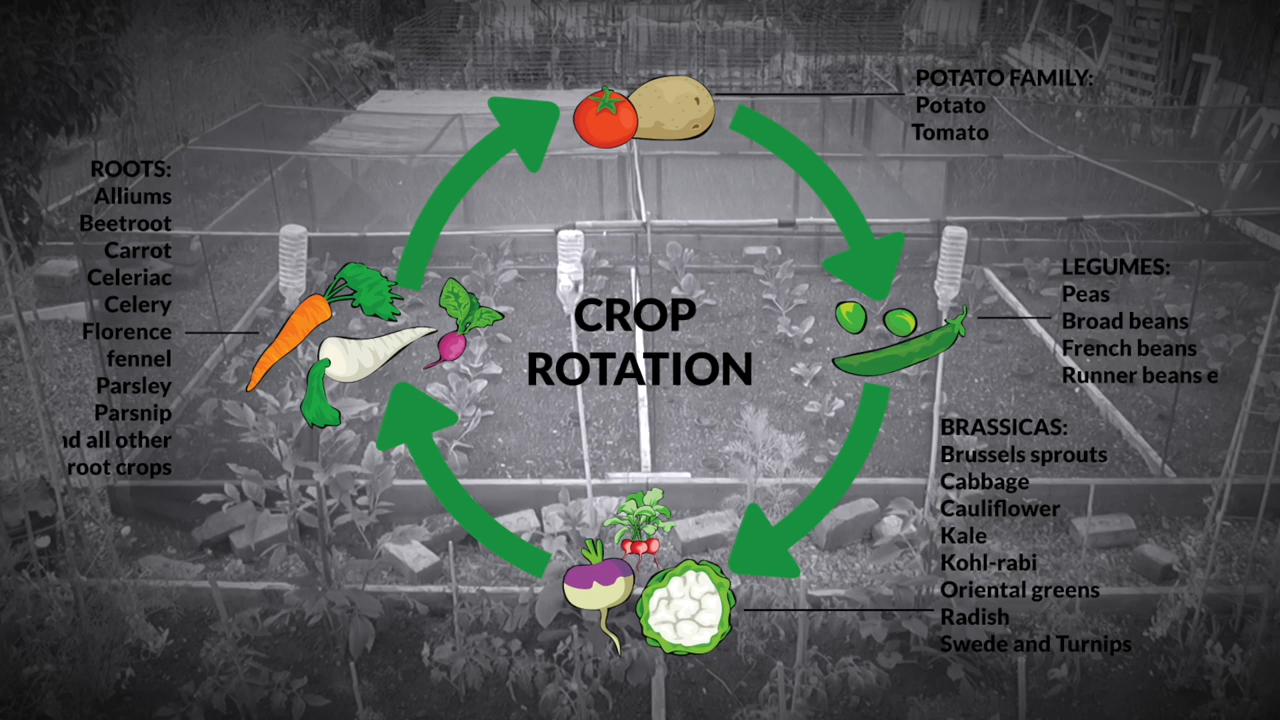 CROP
ROTATION
POTATO FAMILY:
Potato
Tomato
LEGUMES:
Peas
Broad beans
French beans
Runner beans e
BRASSICAS:
Brussels sprouts
Cabbage
Cauliflower
Kale
Kohl-rabi
Oriental greens
Radish
Swede and Turnips
ROOTS:
Alliums
Beetroot
Carrot
Celeriac
Celery
Florence
fennel
Parsley
Parsnip
nd all other
root crops